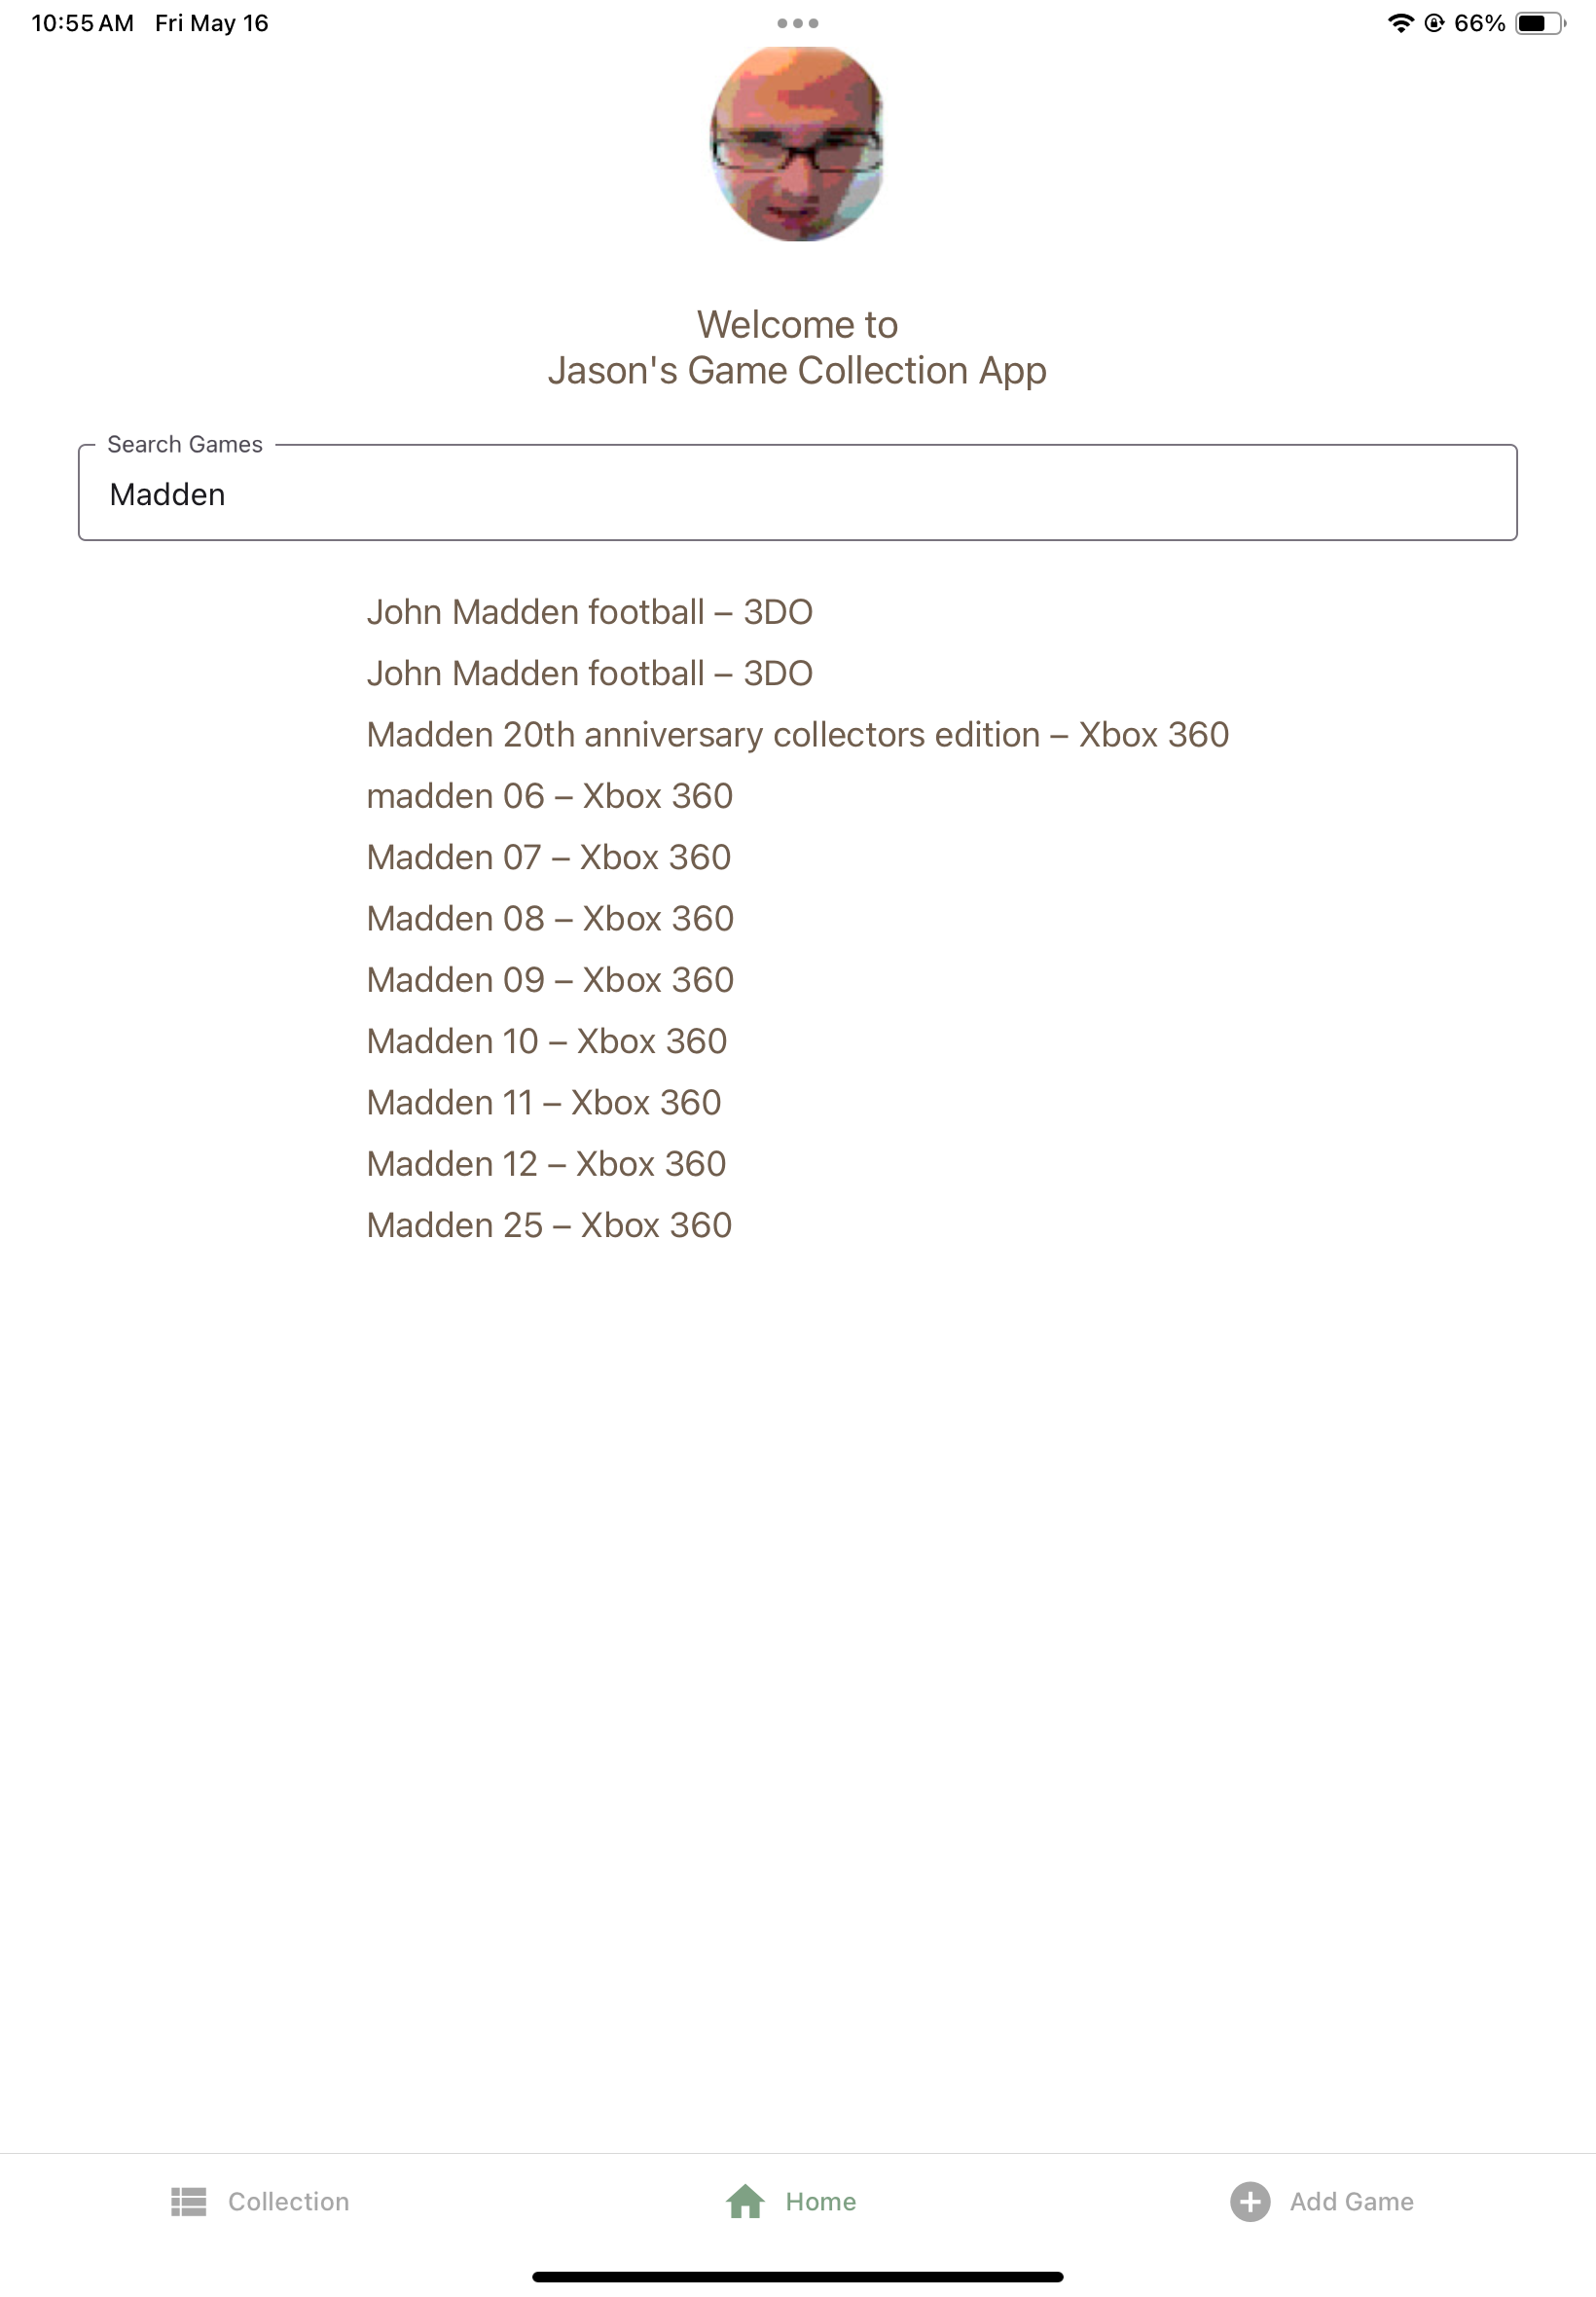 10:55 AM Fri May 16 66%
Welcome to
Jason's Game Collection App
Search Games
Madden
John Madden football – 3DO
John Madden football – 3DO
Madden 20th anniversary collectors edition – Xbox 360
madden 06 – Xbox 360
Madden 07 – Xbox 360
Madden 08 – Xbox 360
Madden 09 – Xbox 360
Madden 10 – Xbox 360
Madden 11 – Xbox 360
Madden 12 – Xbox 360
Madden 25 – Xbox 360
Collection Home Add Game